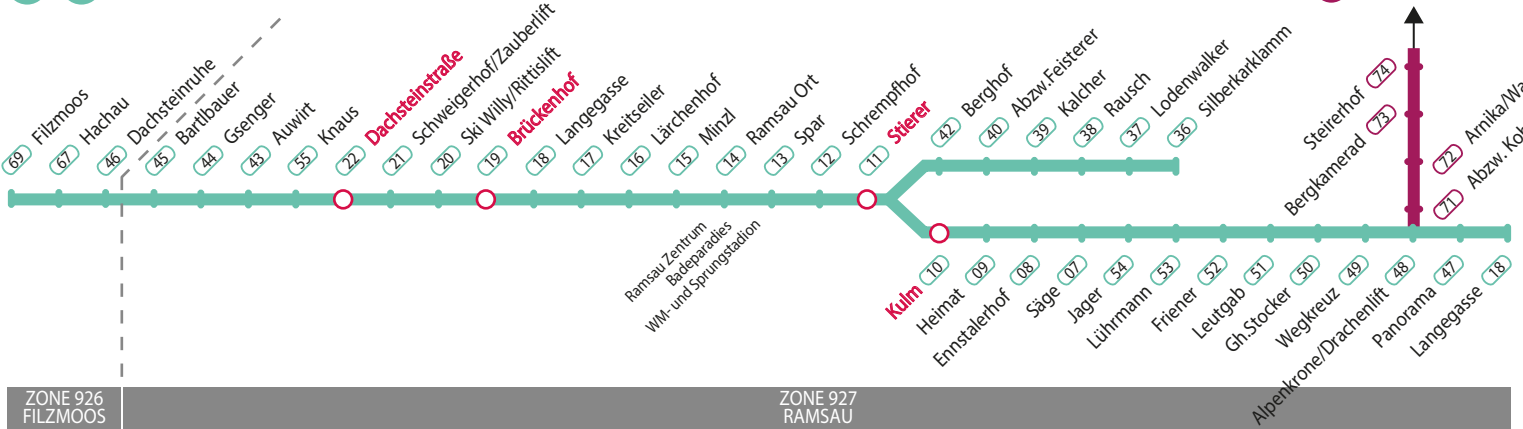 69 Filzmoos
67 Hachau
46 Dachsteinruhe
45 Bartlbauer
44 Gsenger
43 Auwirt
55 Knaus
22 Dachsteinstraße
21 Schweigerhof/Zauberlift
20 Ski Willy/Rittislift
19 Brückenhof
18 Langegasse
17 Kreitseiler
16 Lärchenhof
15 Minzl
14 Ramsau Ort
13 Spar
12 Schrempfhof
11 Stierer
42 Berghof
40 Abzw.Feisterer
39 Kalcher
38 Rausch
37 Lodenwalker
36 Silberkarklamm
Steirerhof 74
Bergkamerad 73
72 Arnika/Wa
71 Abzw. Kob
Ramsau Zentrum
Badeparadies
WM- und Sprungstadion
Kulm 10
Heimat 09
Ennstalerhof 08
Säge 07
Jager 54
Lührmann 53
Friener 52
Leutgab 51
Gh.Stocker 50
Wegkreuz 49
Alpenkrone/Drachenlift 48
Panorama 47
Langegasse 18
ZONE 926
FILZMOOS
ZONE 927
RAMSAU